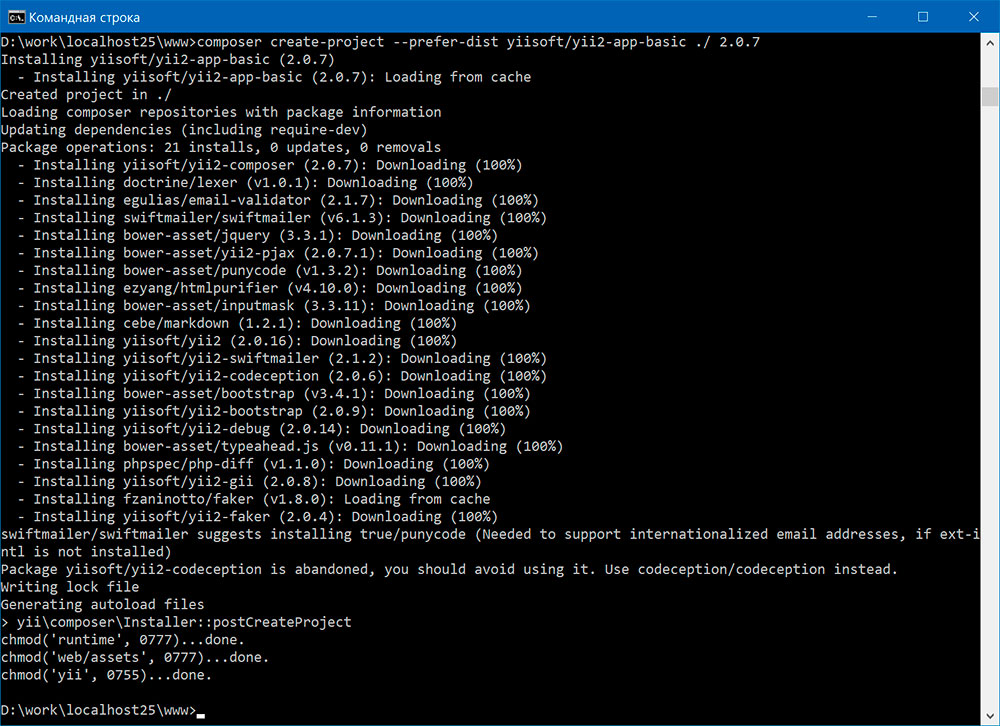 Командная строка
D:\work\localhost25\www>composer create-project --prefer-dist yiisoft/yii2-app-basic ./ 2.0.7
Installing yiisoft/yii2-app-basic (2.0.7)
  - Installing yiisoft/yii2-app-basic (2.0.7): Loading from cache
Created project in ./
Loading composer repositories with package information
Updating dependencies (including require-dev)
Package operations: 21 installs, 0 updates, 0 removals
  - Installing yiisoft/yii2-composer (2.0.7): Downloading (100%)
  - Installing doctrine/lexer (v1.0.1): Downloading (100%)
  - Installing egulias/email-validator (2.1.7): Downloading (100%)
  - Installing swiftmailer/swiftmailer (v6.1.3): Downloading (100%)
  - Installing bower-asset/jquery (3.3.1): Downloading (100%)
  - Installing bower-asset/yii2-pjax (2.0.7.1): Downloading (100%)
  - Installing bower-asset/punycode (v1.3.2): Downloading (100%)
  - Installing ezyang/htmlpurifier (v4.10.0): Downloading (100%)
  - Installing bower-asset/inputmask (3.3.11): Downloading (100%)
  - Installing cebe/markdown (1.2.1): Downloading (100%)
  - Installing yiisoft/yii2 (2.0.16): Downloading (100%)
  - Installing yiisoft/yii2-swiftmailer (2.1.2): Downloading (100%)
  - Installing yiisoft/yii2-codeception (2.0.6): Downloading (100%)
  - Installing bower-asset/bootstrap (v3.4.1): Downloading (100%)
  - Installing yiisoft/yii2-bootstrap (2.0.9): Downloading (100%)
  - Installing yiisoft/yii2-debug (2.0.14): Downloading (100%)
  - Installing bower-asset/typeahead.js (v0.11.1): Downloading (100%)
  - Installing phpspec/php-diff (v1.1.0): Downloading (100%)
  - Installing yiisoft/yii2-gii (2.0.8): Downloading (100%)
  - Installing fzaninotto/faker (v1.8.0): Loading from cache
  - Installing yiisoft/yii2-faker (2.0.4): Downloading (100%)
swiftmailer/swiftmailer suggests installing true/punycode (Needed to support internationalized email addresses, if ext-i
ntl is not installed)
Package yiisoft/yii2-codeception is abandoned, you should avoid using it. Use codeception/codeception instead.
Writing lock file
Generating autoload files
> yii\composer\Installer::postCreateProject
chmod('runtime', 0777)...done.
chmod('web/assets', 0777)...done.
chmod('yii', 0755)...done.
D:\work\localhost25\www>